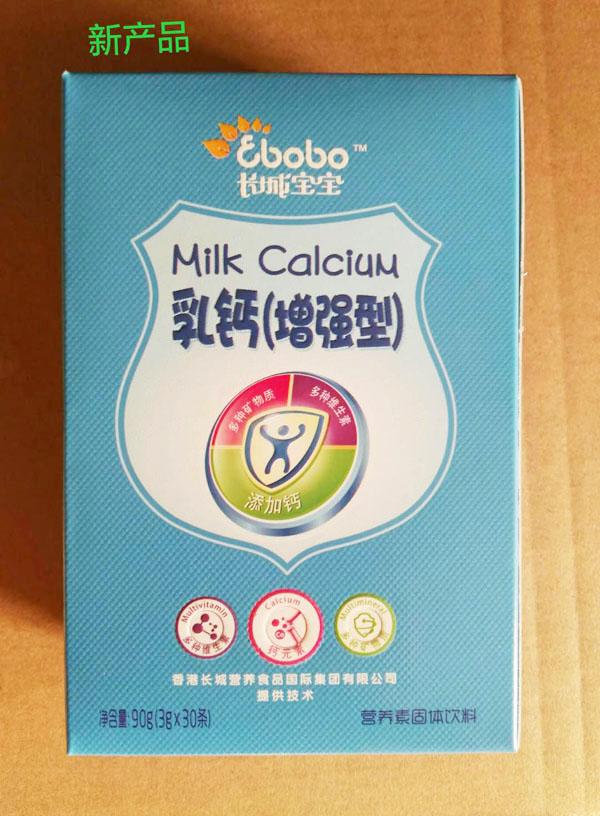 新产品
Ebobo™
长城宝宝
Milk Calcium
乳钙(增强型)
多种矿物质
多种维生素
添加钙
Multivitamin
多种维生素
Calcium
钙元素
Multimineral
多种矿物质
香港长城营养食品国际集团有限公司
提供技术
净含量:90g(3g×30条)
营养素固体饮料